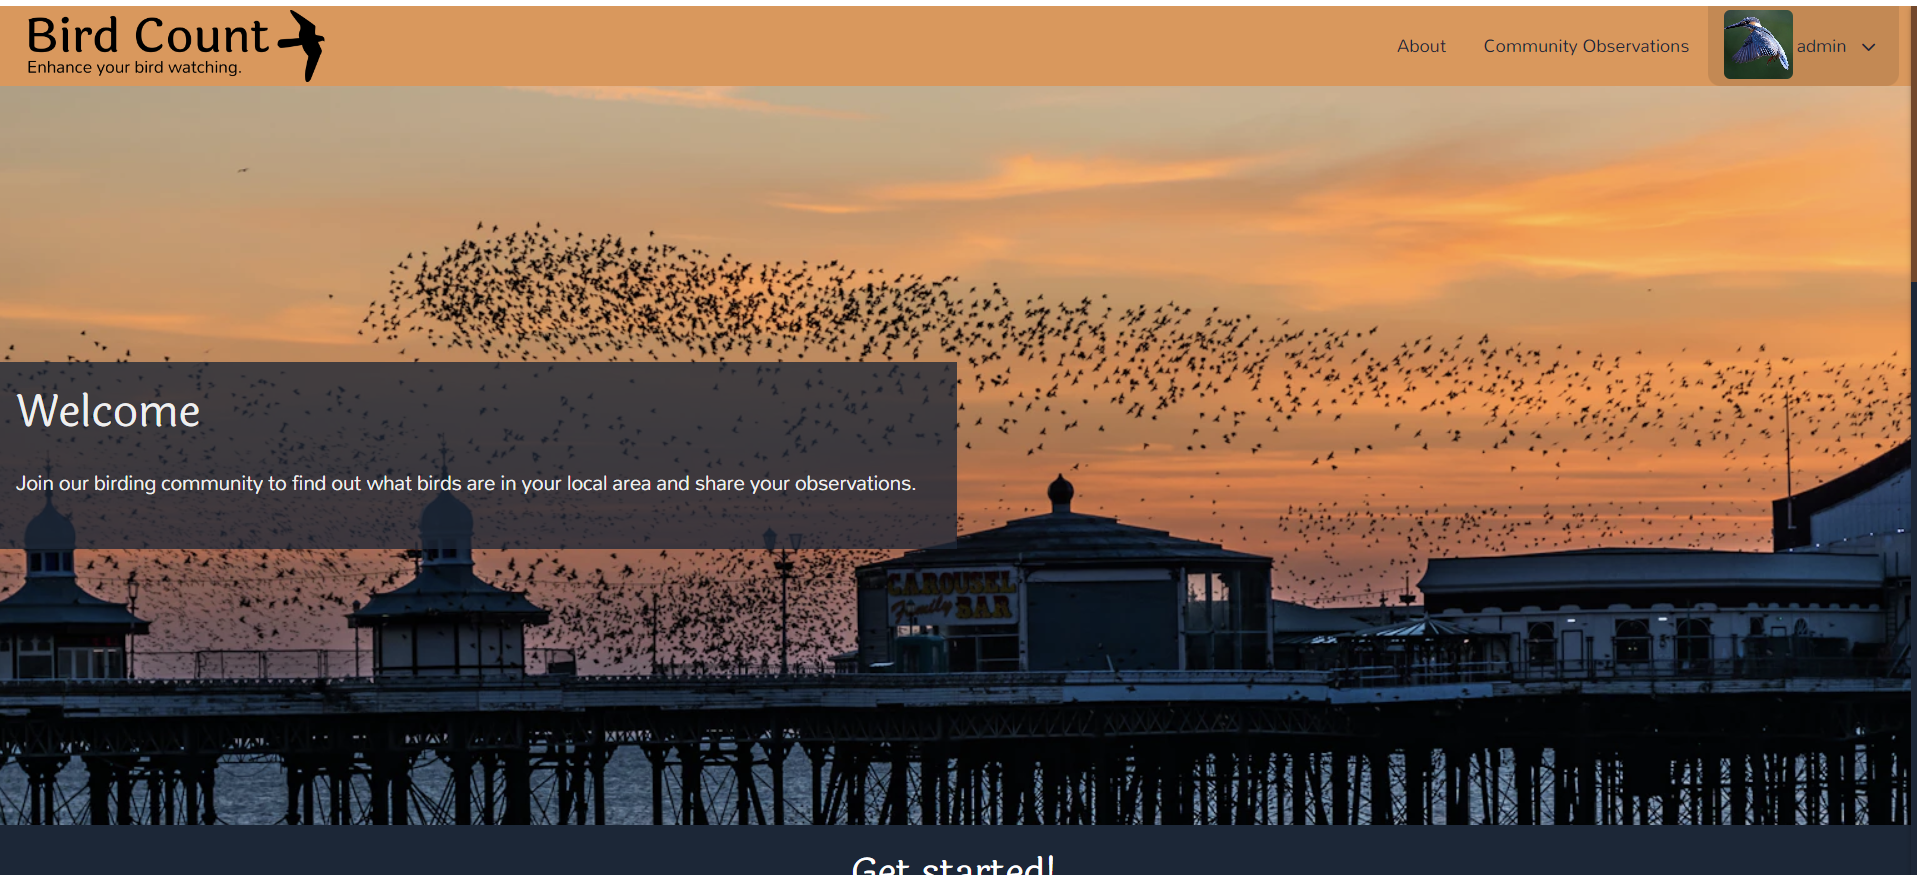 Bird Count
Enhance your bird watching.
About
Community Observations
admin
Welcome
Join our birding community to find out what birds are in your local area and share your observations.
CAROUSEL
Family BAR
Get started!